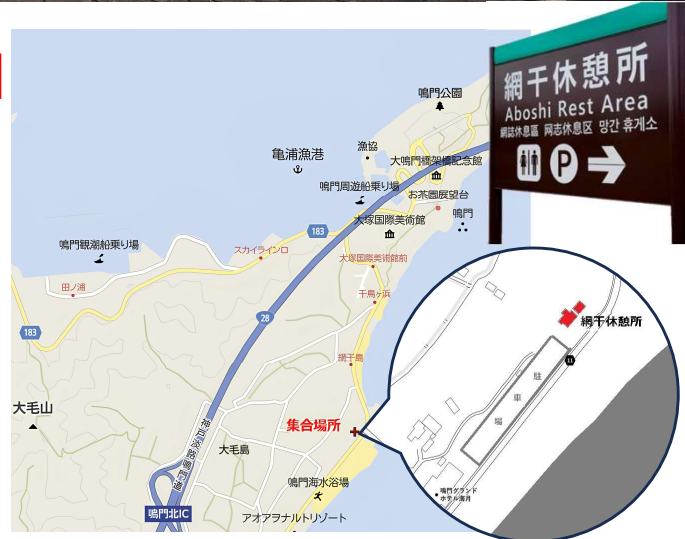 網干休憩所
Aboshi Rest Area
網誌休息區 网志休息区 망간 휴게소
P
鳴門公園
漁協
亀浦漁港
大鳴門橋架橋記念館
鳴門周遊船乗り場
お茶園展望台
大塚国際美術館
鳴門
183
鳴門観潮船乗り場
スカイライン口
大塚国際美術館前
田ノ浦
千鳥ヶ浜
28
183
網干島
大毛山
集合場所
神戸淡路鳴門道
大毛島
鳴門海水浴場
鳴門北IC
アオアヲナルトリゾート
網干休憩所
11
駐車場
鳴門グランド
ホテル海月